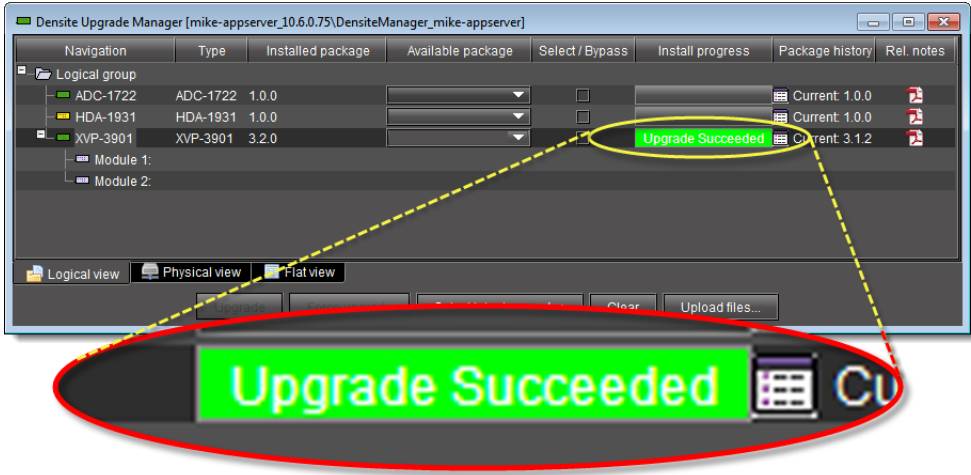 Densite Upgrade Manager [mike-appserver_10.6.0.75\DensiteManager_mike-appserver]
Navigation Type Installed package Available package Select / Bypass Install progress Package history Rel. notes
Logical group
ADC-1722 ADC-1722 1.0.0 Current: 1.0.0
HDA-1931 HDA-1931 1.0.0 Current: 1.0.0
XVP-3901 XVP-3901 3.2.0 Upgrade Succeeded Current: 3.1.2
Module 1:
Module 2:
Logical view Physical view Flat view
Upgrade Clear Upload files...
Upgrade Succeeded Cu